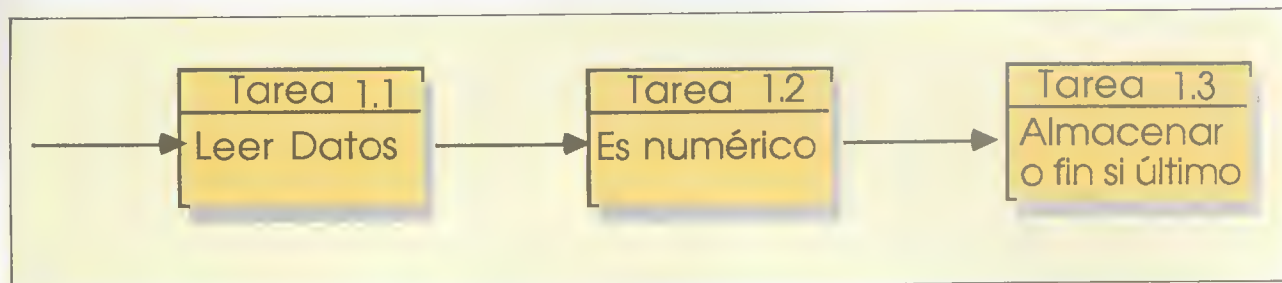 Tarea 1.1
Leer Datos
Tarea 1.2
Es numérico
Tarea 1.3
Almacenar
o fin si último